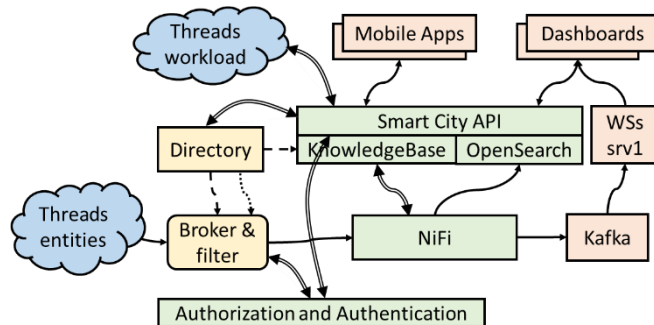 Threads
workload
Mobile Apps
Dashboards
Smart City API
KnowledgeBase
OpenSearch
WSs
srv1
Directory
Threads
entities
Broker &
filter
NiFi
Kafka
Authorization and Authentication